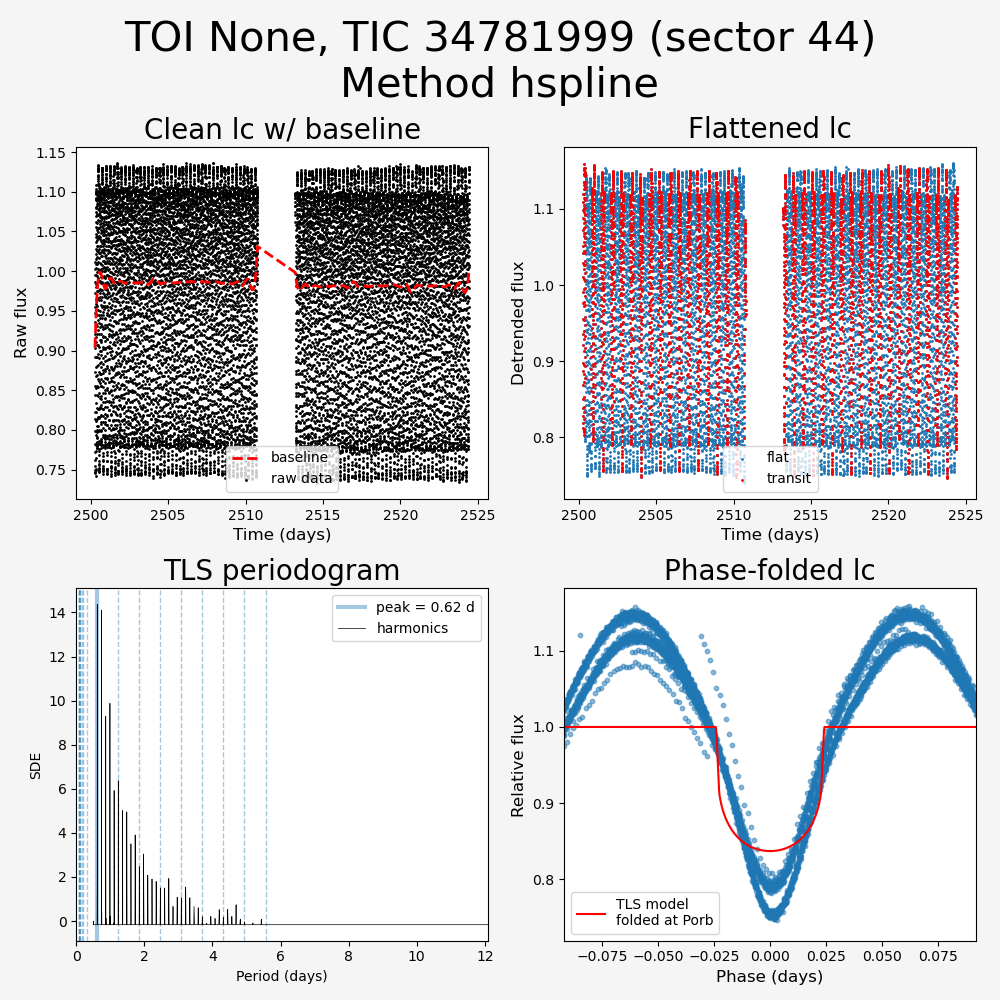 TOI None, TIC 34781999 (sector 44)
Method hspline
Clean lc w/ baseline
Flattened lc
1.15
1.10
1.05
1.00
0.95
0.90
0.85
0.80
0.75
Raw flux
baseline
raw data
2500
2505
2510
2515
2520
2525
Time (days)
1.1
1.0
0.9
0.8
Detrended flux
flat
transit
2500
2505
2510
2515
2520
2525
Time (days)
TLS periodogram
Phase-folded lc
14
12
10
8
6
4
2
0
SDE
peak = 0.62 d
harmonics
0
2
4
6
8
10
12
Period (days)
1.1
1.0
0.9
0.8
Relative flux
TLS model
folded at Porb
−0.075
−0.050
−0.025
0.000
0.025
0.050
0.075
Phase (days)